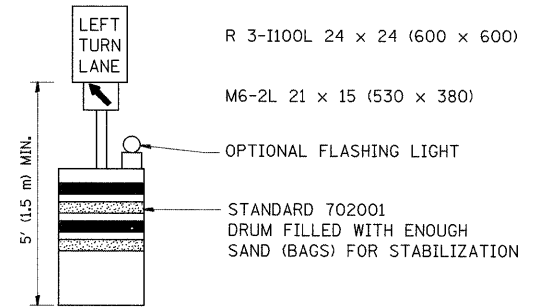 LEFT
TURN
LANE
R 3-I100L 24 x 24 (600 x 600)
M6-2L 21 x 15 (530 x 380)
OPTIONAL FLASHING LIGHT
5' (1.5 m) MIN.
STANDARD 702001
DRUM FILLED WITH ENOUGH
SAND (BAGS) FOR STABILIZATION